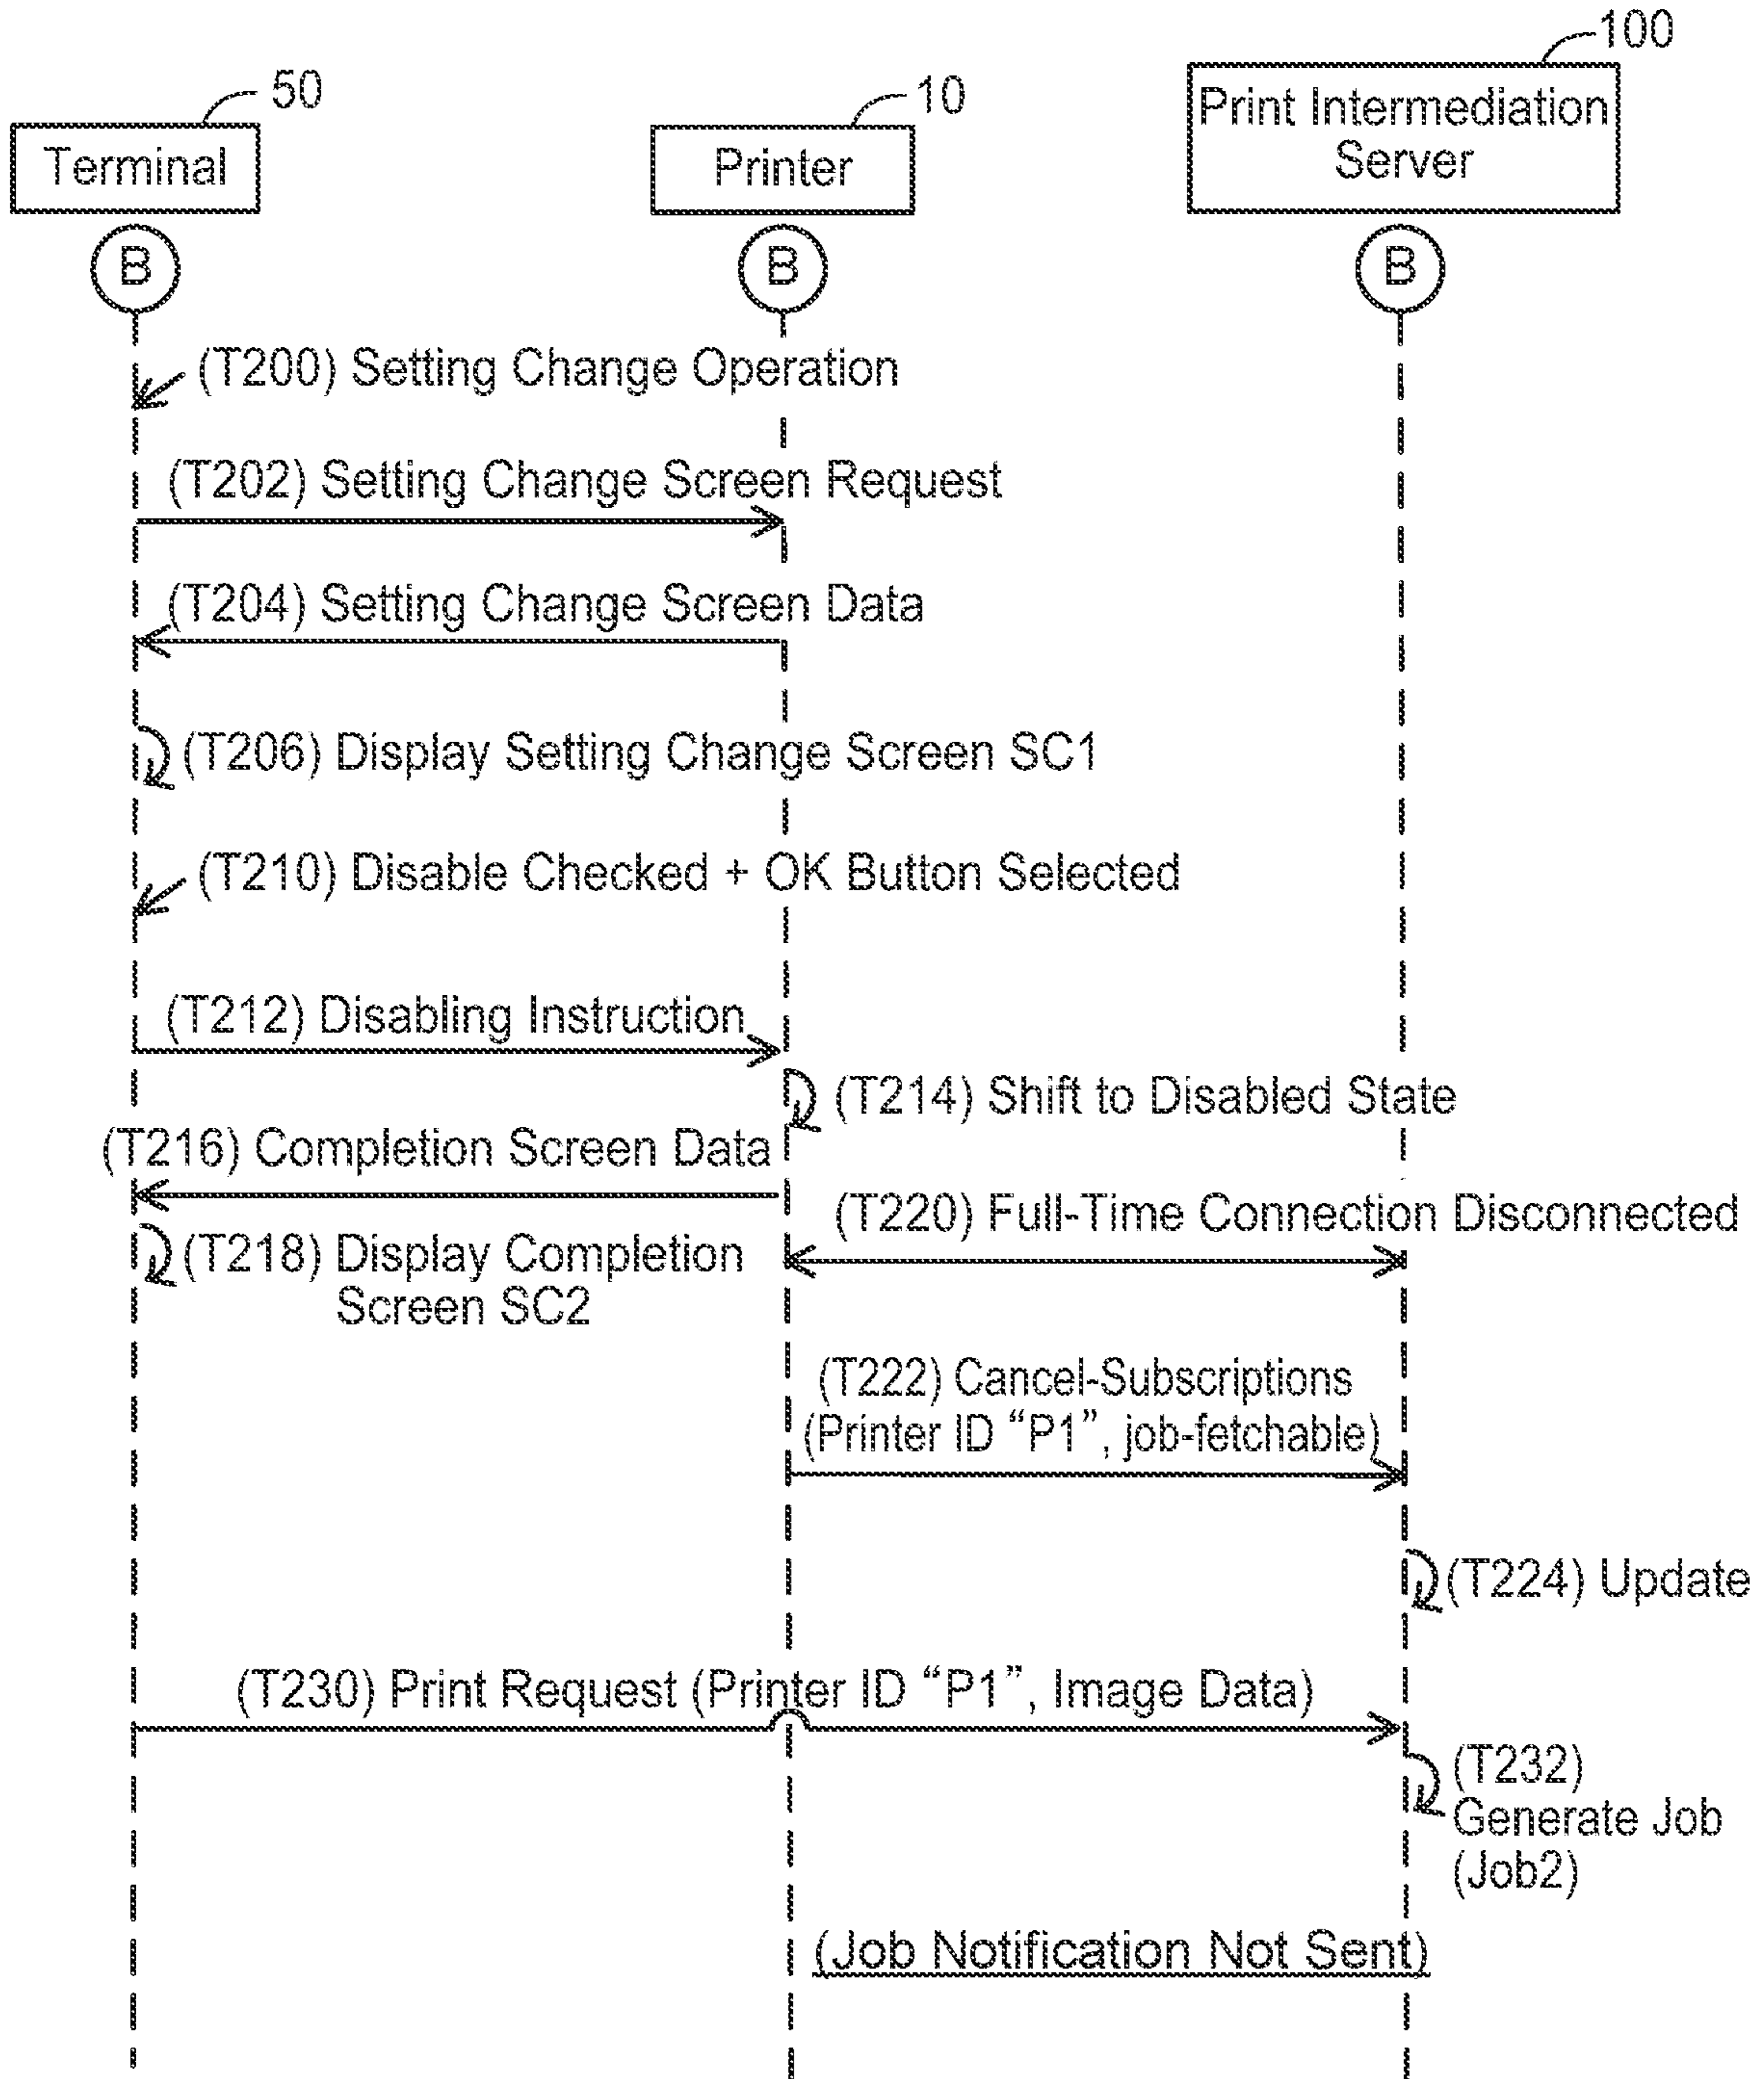 100
50
10
Print Intermediation
Server
Terminal
Printer
B
B
B
(T200) Setting Change Operation
(T202) Setting Change Screen Request
(T204) Setting Change Screen Data
(T206) Display Setting Change Screen SC1
(T210) Disable Checked + OK Button Selected
(T212) Disabling Instruction
(T214) Shift to Disabled State
(T216) Completion Screen Data
(T220) Full-Time Connection Disconnected
(T218) Display Completion
Screen SC2
(T222) Cancel-Subscriptions
(Printer ID “P1”, job-fetchable)
(T224) Update
(T230) Print Request (Printer ID “P1”, Image Data)
(T232)
Generate Job
(Job2)
(Job Notification Not Sent)